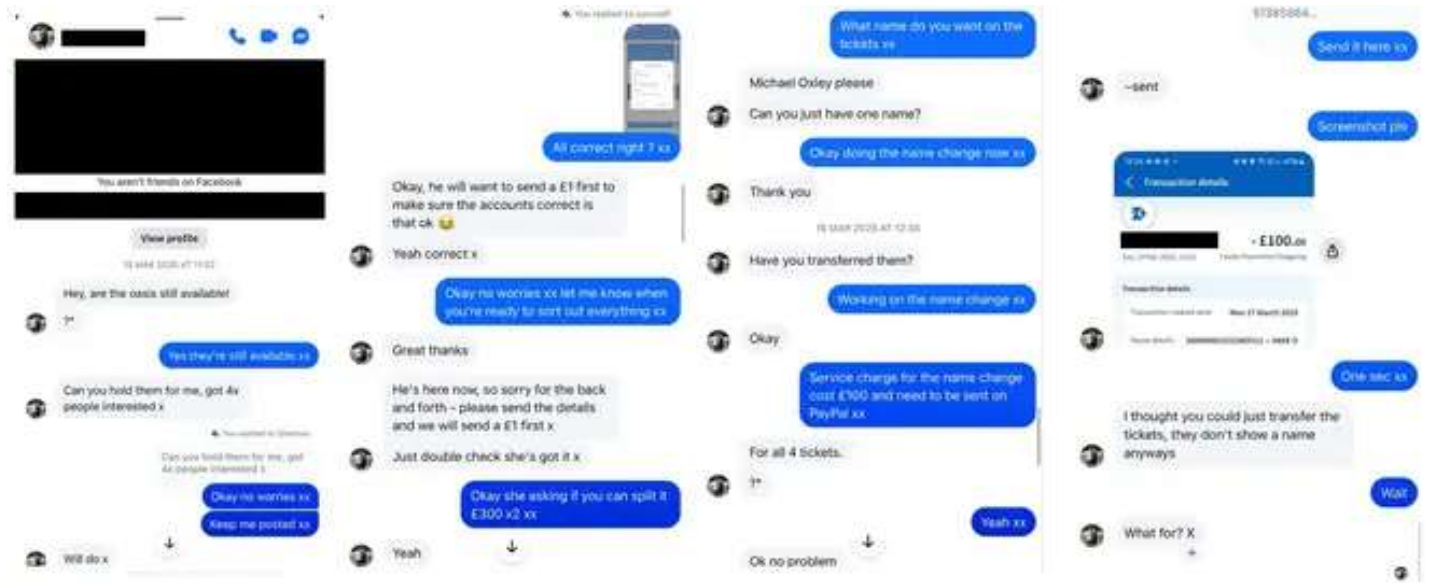 You aren't friends on Facebook
View profile
Hey, are the oasis still available!
?*
Yes they're still available xx
Can you hold them for me, got 4x
people interested x
Can you hold them for me, got
4x people interested x
Okay no worries xx
Keep me posted xx
Will do x
All correct right ? xx
Okay, he will want to send a £1 first to
make sure the accounts correct is
that ok 😂
Yeah correct x
Okay no worries xx let me know when
you're ready to sort out everything xx
Great thanks
He's here now, so sorry for the back
and forth - please send the details
and we will send a £1 first x
Just double check she's got it x
Okay she asking if you can split it
£300 x2 xx
Yeah
What name do you want on the
tickets xx
Michael Oxley please
Can you just have one name?
Okay doing the name change now xx
Thank you
Have you transferred them?
Working on the name change xx
Okay
Service charge for the name change
cost £100 and need to be sent on
PayPal xx
For all 4 tickets.
?*
Yeah xx
Ok no problem
Send it here xx
~sent
Screenshot pls
Transaction details
- £100.00
Transaction details
One sec xx
I thought you could just transfer the
tickets, they don't show a name
anyways
Wait
What for? X